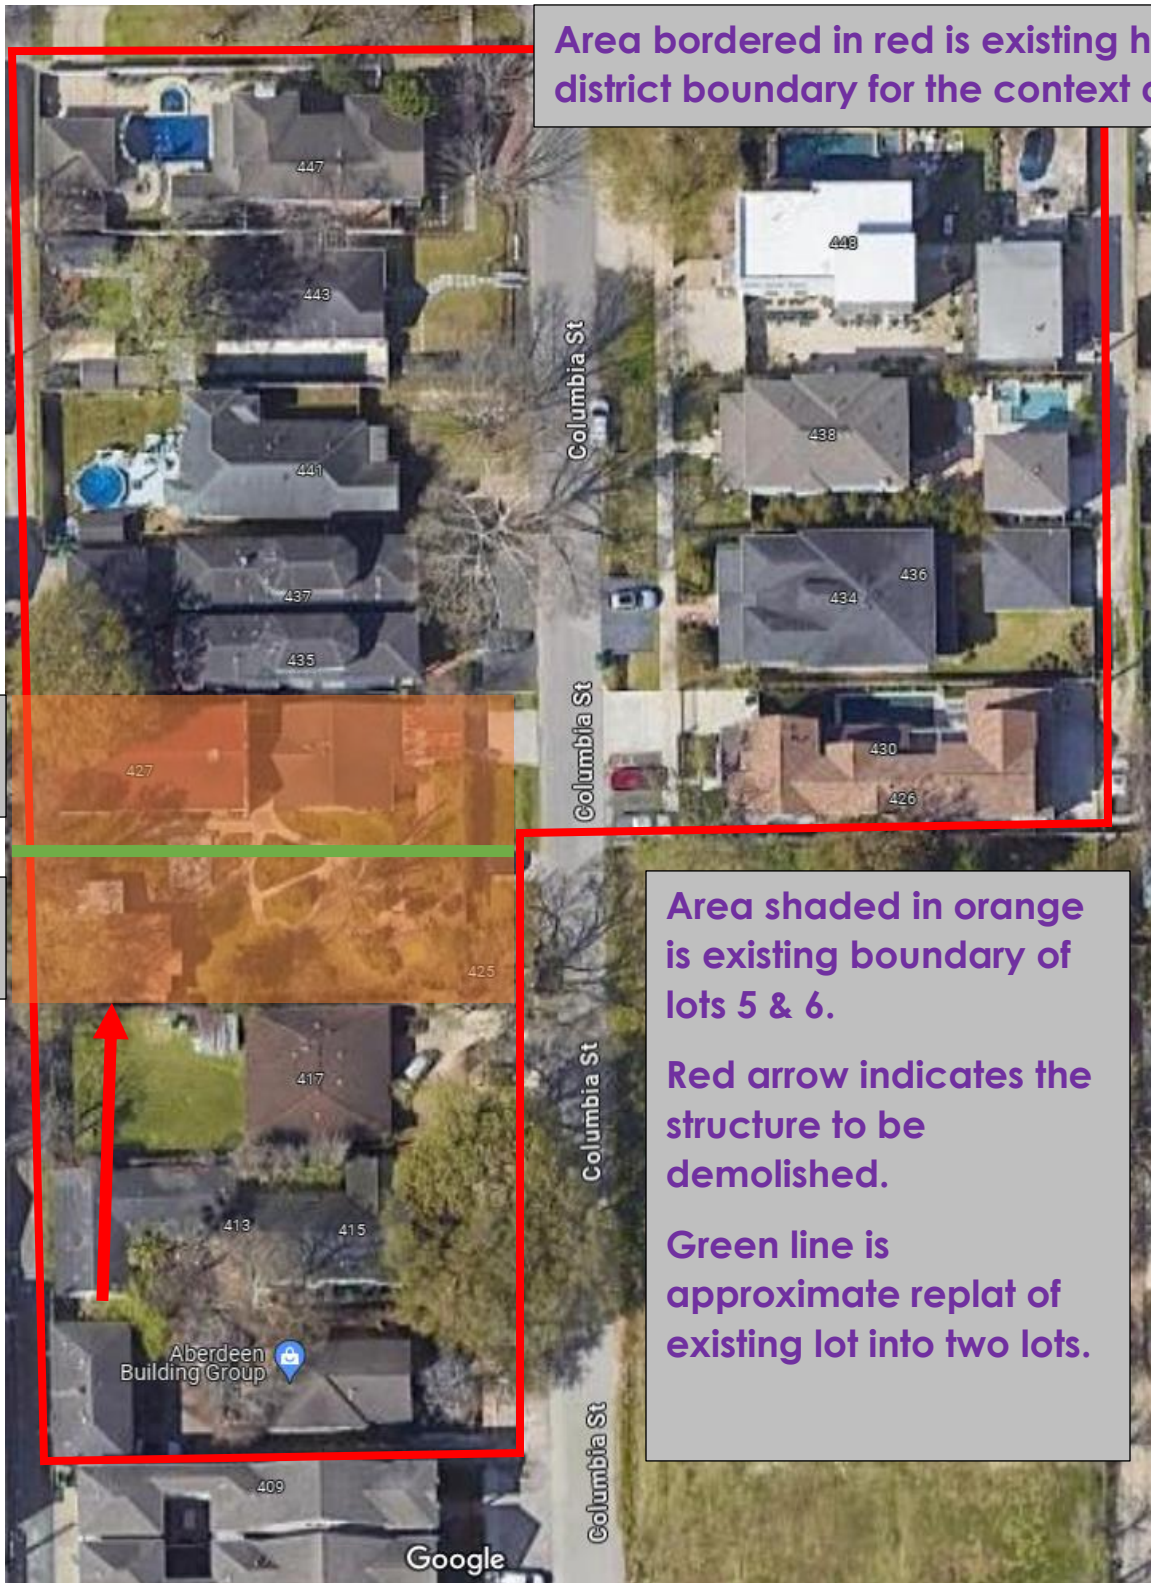 Area bordered in red is existing
district boundary for the context
447
448
443
Columbia St
438
441
436
437
434
435
Columbia St
430
427
426
Area shaded in orange
is existing boundary of
lots 5 & 6.
425
Red arrow indicates the
structure to be
demolished.
Columbia St
417
Green line is
approximate replat of
existing lot into two lots.
413
415
Aberdeen
Building Group
Columbia St
409
Google